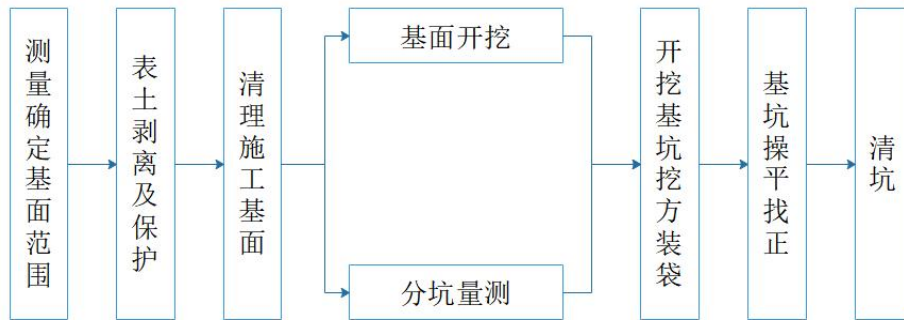 测量确定基面范围
表土剥离及保护
清理施工基面
基面开挖
分坑量测
开挖基坑挖方装袋
基坑操平找正
清坑